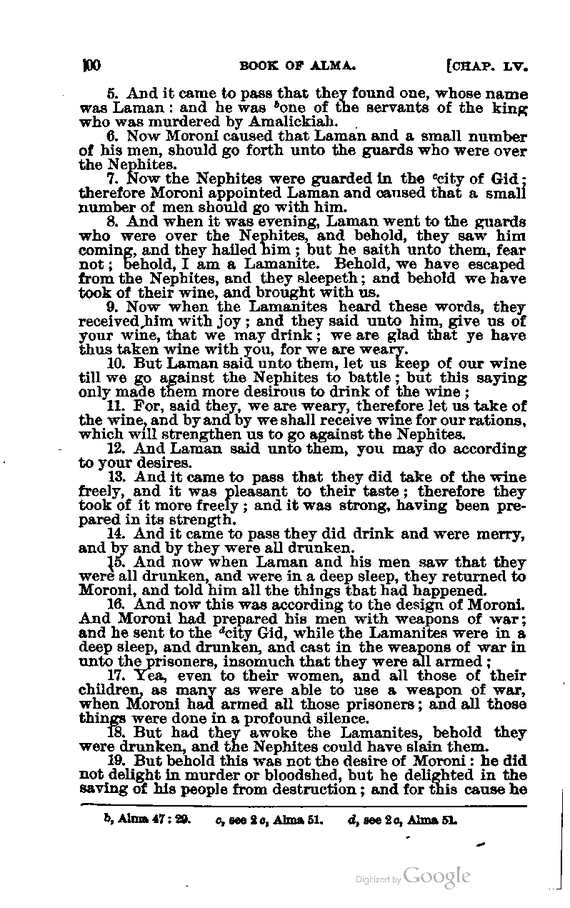 100 BOOK OF ALMA. [CHAP. LV.
5. And it came to pass that they found one, whose name
was Laman : and he was bone of the servants of the king
who was murdered by Amalickiah.
6. Now Moroni caused that Laman and a small number
of his men, should go forth unto the guards who were over
the Nephites.
7. Now the Nephites were guarded in the ccity of Gid;
therefore Moroni appointed Laman and caused that a small
number of men should go with him.
8. And when it was evening, Laman went to the guards
who were over the Nephites, and behold, they saw him
coming, and they hailed him ; but he saith unto them, fear
not ; behold, I am a Lamanite. Behold, we have escaped
from the Nephites, and they sleepeth ; and behold we have
took of their wine, and brought with us.
9. Now when the Lamanites heard these words, they
received him with joy ; and they said unto him, give us of
your wine, that we may drink ; we are glad that ye have
thus taken wine with you, for we are weary.
10. But Laman said unto them, let us keep of our wine
till we go against the Nephites to battle ; but this saying
only made them more desirous to drink of the wine ;
11. For, said they, we are weary, therefore let us take of
the wine, and by and by we shall receive wine for our rations,
which will strengthen us to go against the Nephites.
12. And Laman said unto them, you may do according
to your desires.
13. And it came to pass that they did take of the wine
freely, and it was pleasant to their taste ; therefore they
took of it more freely ; and it was strong, having been pre-
pared in its strength.
14. And it came to pass they did drink and were merry,
and by and by they were all drunken.
15. And now when Laman and his men saw that they
were all drunken, and were in a deep sleep, they returned to
Moroni, and told him all the things that had happened.
16. And now this was according to the design of Moroni.
And Moroni had prepared his men with weapons of war;
and he sent to the dcity Gid, while the Lamanites were in a
deep sleep, and drunken, and cast in the weapons of war in
unto the prisoners, insomuch that they were all armed ;
17. Yea, even to their women, and all those of their
children, as many as were able to use a weapon of war,
when Moroni had armed all those prisoners; and all those
things were done in a profound silence.
18. But had they awoke the Lamanites, behold they
were drunken, and the Nephites could have slain them.
19. But behold this was not the desire of Moroni : he did
not delight in murder or bloodshed, but he delighted in the
saving of his people from destruction ; and for this cause he
b, Alma 47 : 29. c, see 2 c, Alma 51. d, see 2 c, Alma 51.
Digitized by Google